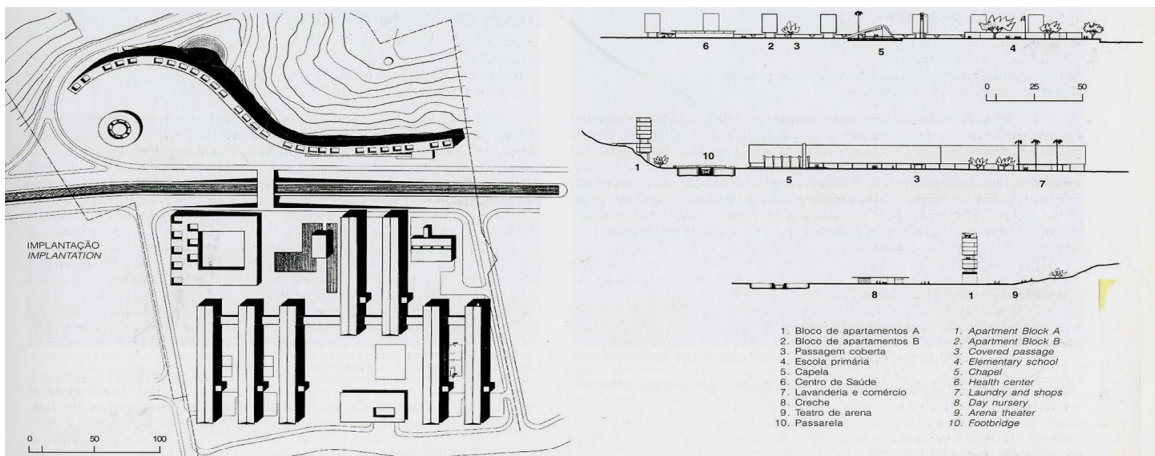 IMPLANTAÇÃO
IMPLANTATION
0 50 100
6 2 3 5 4
0 25 50
1 10 5 3 7
8 1 9
1. Bloco de apartamentos A
2. Bloco de apartamentos B
3. Passagem coberta
4. Escola primária
5. Capela
6. Centro de Saúde
7. Lavanderia e comércio
8. Creche
9. Teatro de arena
10. Passarela
1. Apartment Block A
2. Apartment Block B
3. Covered passage
4. Elementary school
5. Chapel
6. Health center
7. Laundry and shops
8. Day nursery
9. Arena theater
10. Footbridge